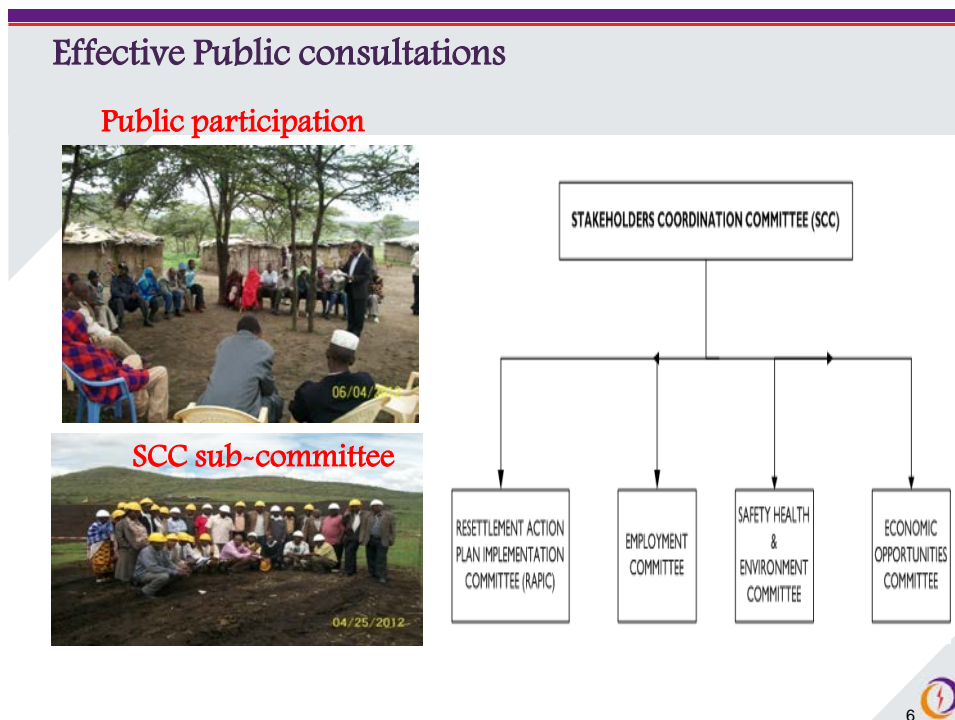 Effective Public consultations
Public participation
06/04/2012
SCC sub-committee
04/25/2012
STAKEHOLDERS COORDINATION COMMITTEE (SCC)
RESETTLEMENT ACTION
PLAN IMPLEMENTATION
COMMITTEE (RAPIC)
EMPLOYMENT
COMMITTEE
SAFETY HEALTH
&
ENVIRONMENT
COMMITTEE
ECONOMIC
OPPORTUNITIES
COMMITTEE
6